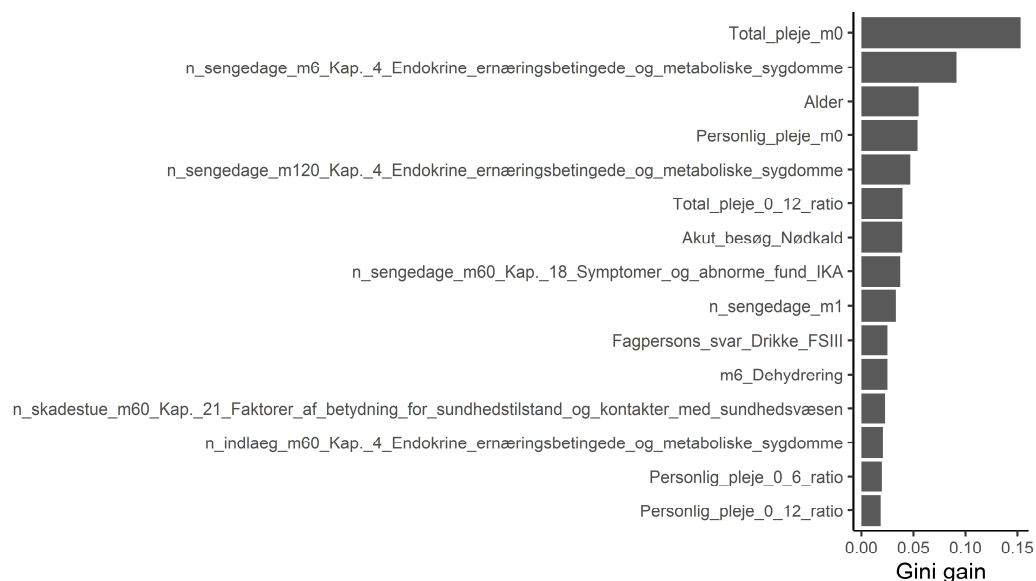 Total_pleje_m0
n_sengedage_m6_Kap._4_Endokrine_ernæringsbetingede_og_metaboliske_sygdomme
Alder
Personlig_pleje_m0
n_sengedage_m120_Kap._4_Endokrine_ernæringsbetingede_og_metaboliske_sygdomme
Total_pleje_0_12_ratio
Akut_besøg_Nødkald
n_sengedage_m60_Kap._18_Symptomer_og_abnorme_fund_IKA
n_sengedage_m1
Fagpersons_svar_Drikke_FSIII
m6_Dehydrering
n_skadestue_m60_Kap._21_Faktorer_af_betydning_for_sundhedstilstand_og_kontakter_med_sundhedsvæsen
n_indlaeg_m60_Kap._4_Endokrine_ernæringsbetingede_og_metaboliske_sygdomme
Personlig_pleje_0_6_ratio
Personlig_pleje_0_12_ratio
0.00 0.05 0.10 0.15
Gini gain